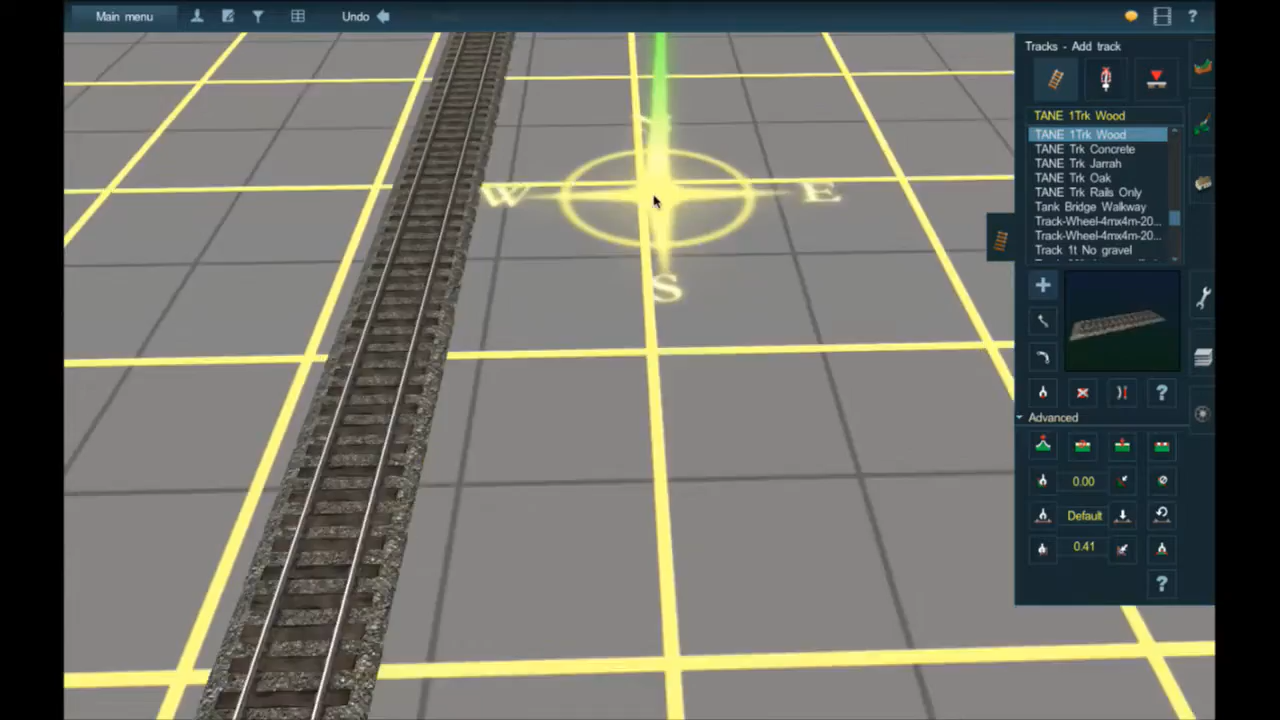 Main menu
Undo
?
Tracks - Add track
TANE 1Trk Wood
TANE 1Trk Wood
TANE Trk Concrete
TANE Trk Jarrah
TANE Trk Oak
TANE Trk Rails Only
Tank Bridge Walkway
Track-Wheel-4mx4m-20...
Track-Wheel-4mx4m-20...
Track 1t No gravel
W
E
S
?
Advanced
0.00
Default
0.41
?